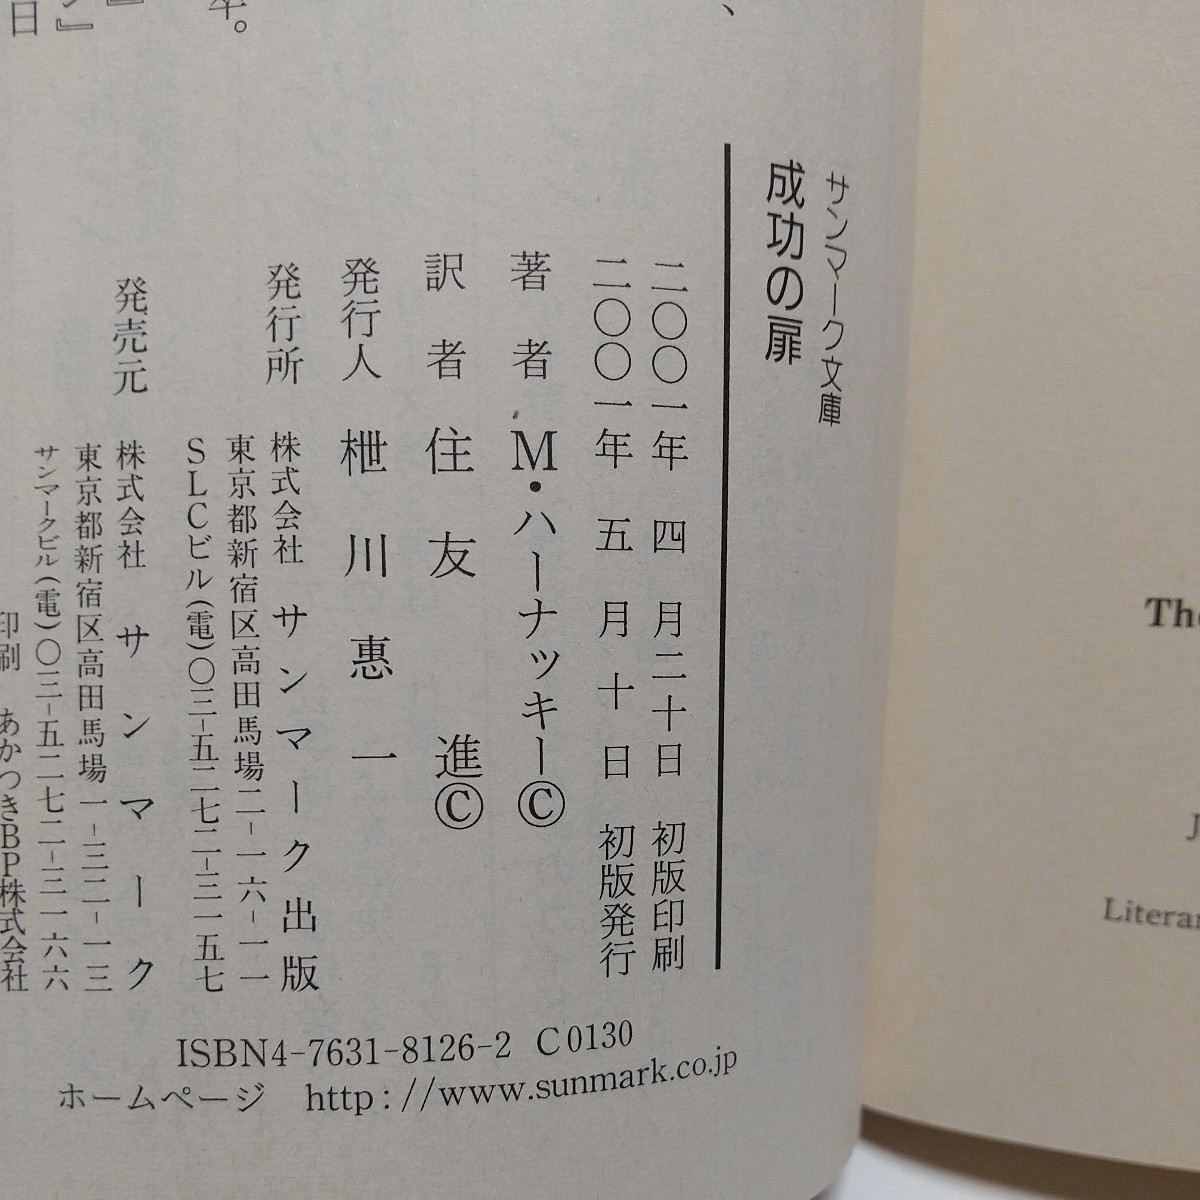 サンマーク文庫
成功の扉
二〇〇一年 四 月二十日 初版印刷
二〇〇一年 五 月 十 日 初版発行
著 者 M・ハーナッキー©
訳 者 住 友 進©
発行人 枻 川 惠 一
発行所 株式会社 サンマーク出版
東京都新宿区高田馬場二-一六-一一
SLCビル(電)〇三-五二七二-三一五七
発売元 株式会社 サンマーク
東京都新宿区高田馬場一-三二-一三
サンマークビル(電)〇三-五二七二-三一六六
印刷 あかつきBP株式会社
ISBN4-7631-8126-2 C0130
ホームページ http://www.sunmark.co.jp
The
J
Literar